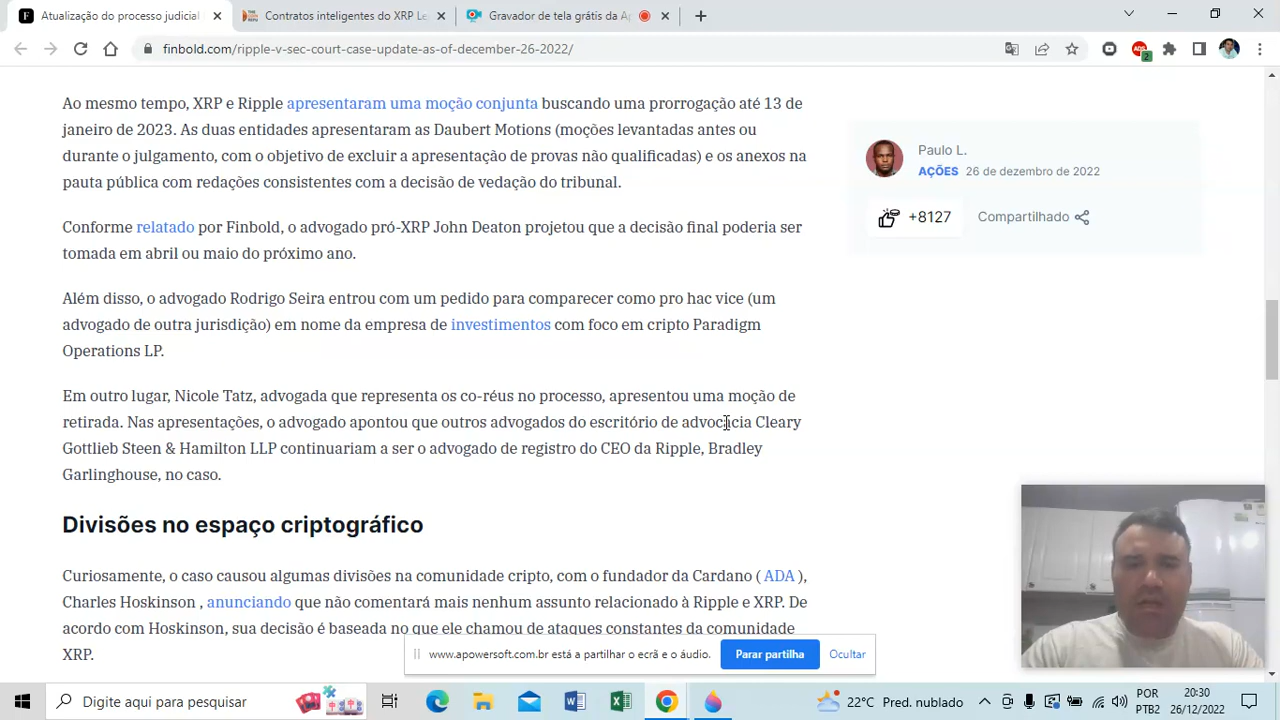 Atualização do processo judicial
Contratos inteligentes do XRP Le
Gravador de tela grátis da Ap
finbold.com/ripple-v-sec-court-case-update-as-of-december-26-2022/
ADS
2
Ao mesmo tempo, XRP e Ripple apresentaram uma moção conjunta buscando uma prorrogação até 13 de
janeiro de 2023. As duas entidades apresentaram as Daubert Motions (moções levantadas antes ou
durante o julgamento, com o objetivo de excluir a apresentação de provas não qualificadas) e os anexos na
pauta pública com redações consistentes com a decisão de vedação do tribunal.
Paulo L.
AÇÕES 26 de dezembro de 2022
+8127 Compartilhado
Conforme relatado por Finbold, o advogado pró-XRP John Deaton projetou que a decisão final poderia ser
tomada em abril ou maio do próximo ano.
Além disso, o advogado Rodrigo Seira entrou com um pedido para comparecer como pro hac vice (um
advogado de outra jurisdição) em nome da empresa de investimentos com foco em cripto Paradigm
Operations LP.
Em outro lugar, Nicole Tatz, advogada que representa os co-réus no processo, apresentou uma moção de
retirada. Nas apresentações, o advogado apontou que outros advogados do escritório de advocacia Cleary
Gottlieb Steen & Hamilton LLP continuariam a ser o advogado de registro do CEO da Ripple, Bradley
Garlinghouse, no caso.
Divisões no espaço criptográfico
Curiosamente, o caso causou algumas divisões na comunidade cripto, com o fundador da Cardano ( ADA ),
Charles Hoskinson , anunciando que não comentará mais nenhum assunto relacionado à Ripple e XRP. De
acordo com Hoskinson, sua decisão é baseada no que ele chamou de ataques constantes da comunidade
XRP.
www.apowersoft.com.br está a partilhar o ecrã e o áudio. Parar partilha Ocultar
Digite aqui para pesquisar
22°C Pred. nublado
POR
PTB2
20:30
26/12/2022